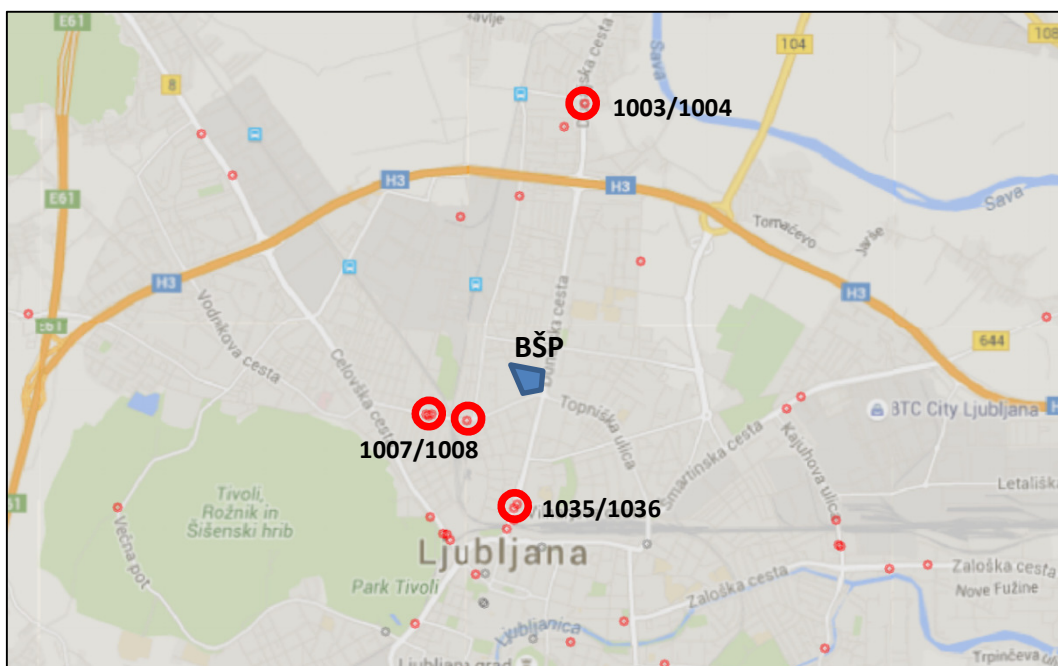 E61
104
108
Sava
1003/1004
8
H3
H3
E61
Sava
Tomačevo
Jarše
H3
H3
Vodnikova cesta
Celovška cesta
644
BŠP
BTC City Ljubljana
Topniška ulica
Šmartinska cesta
Kajuhova ulica
1007/1008
Letališka
Tivoli,
Rožnik in
Šišenski hrib
1035/1036
Večna pot
Ljubljana
Zaloška cesta
Nove Fužine
Park Tivoli
Zaloška cesta
Ljubljanica
Ljubljana grad
Trpinčeva